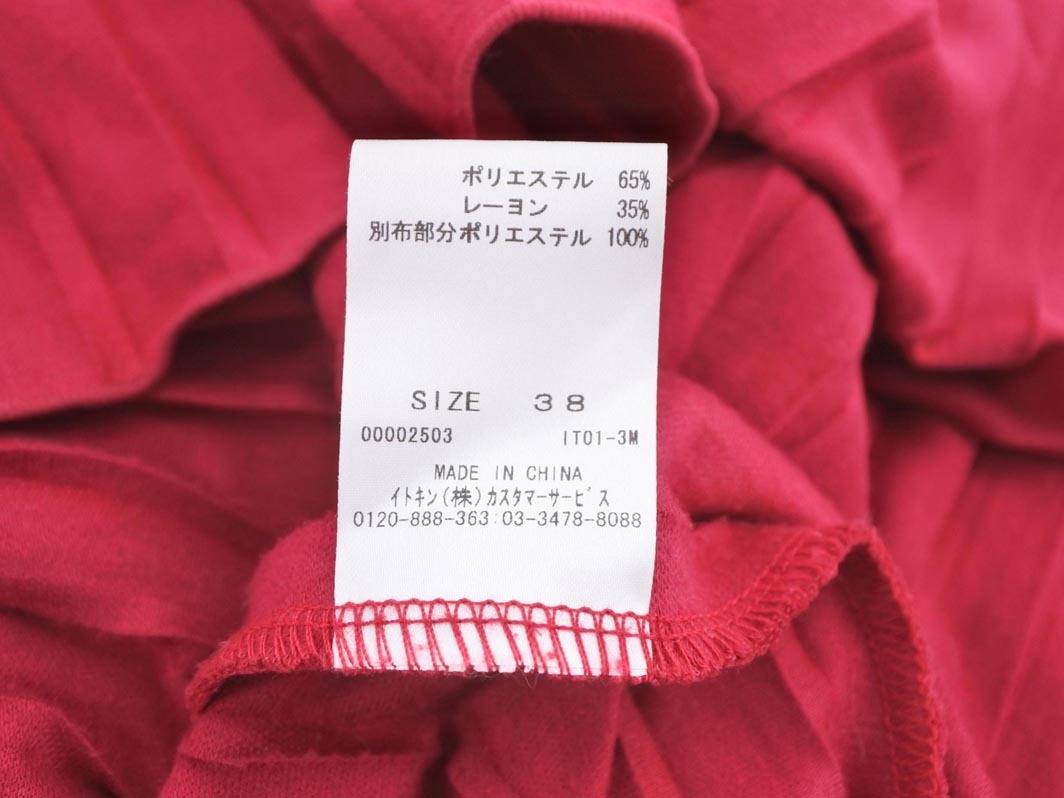 ポリエステル 65%
レーヨン 35%
別布部分ポリエステル 100%
SIZE 38
00002503 IT01-3M
MADE IN CHINA
イトキン(株)カスタマーサービス
0120-888-363 03-3478-8088